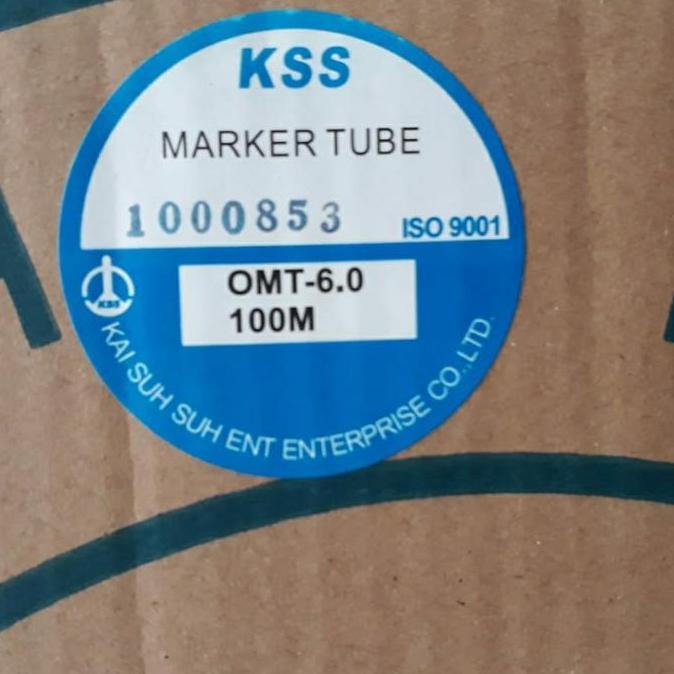 KSS
MARKER TUBE
1000853
ISO 9001
OMT-6.0
100M
KSS
KAI SUH SUH ENT ENTERPRISE CO.,LTD.